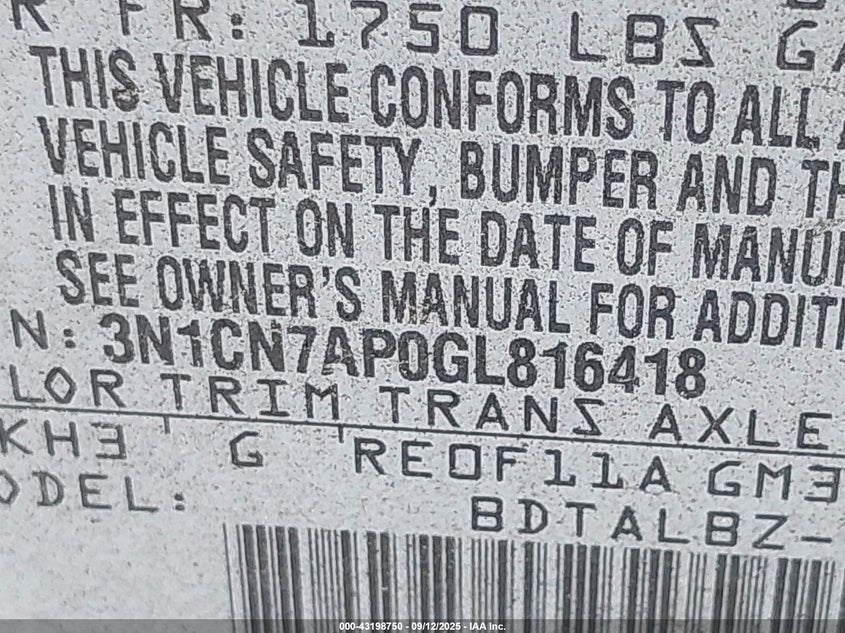 R FR: 1750 LBS GA
THIS VEHICLE CONFORMS TO ALL
VEHICLE SAFETY, BUMPER AND TH
IN EFFECT ON THE DATE OF MANU
SEE OWNER'S MANUAL FOR ADDITI
N: 3N1CN7AP0GL816418
LOR TRIM TRANS AXLE
KH3 G RE0F11A GM3
ODEL: BDTALBZ-
000-43198750 - 09/12/2025 - IAA Inc.